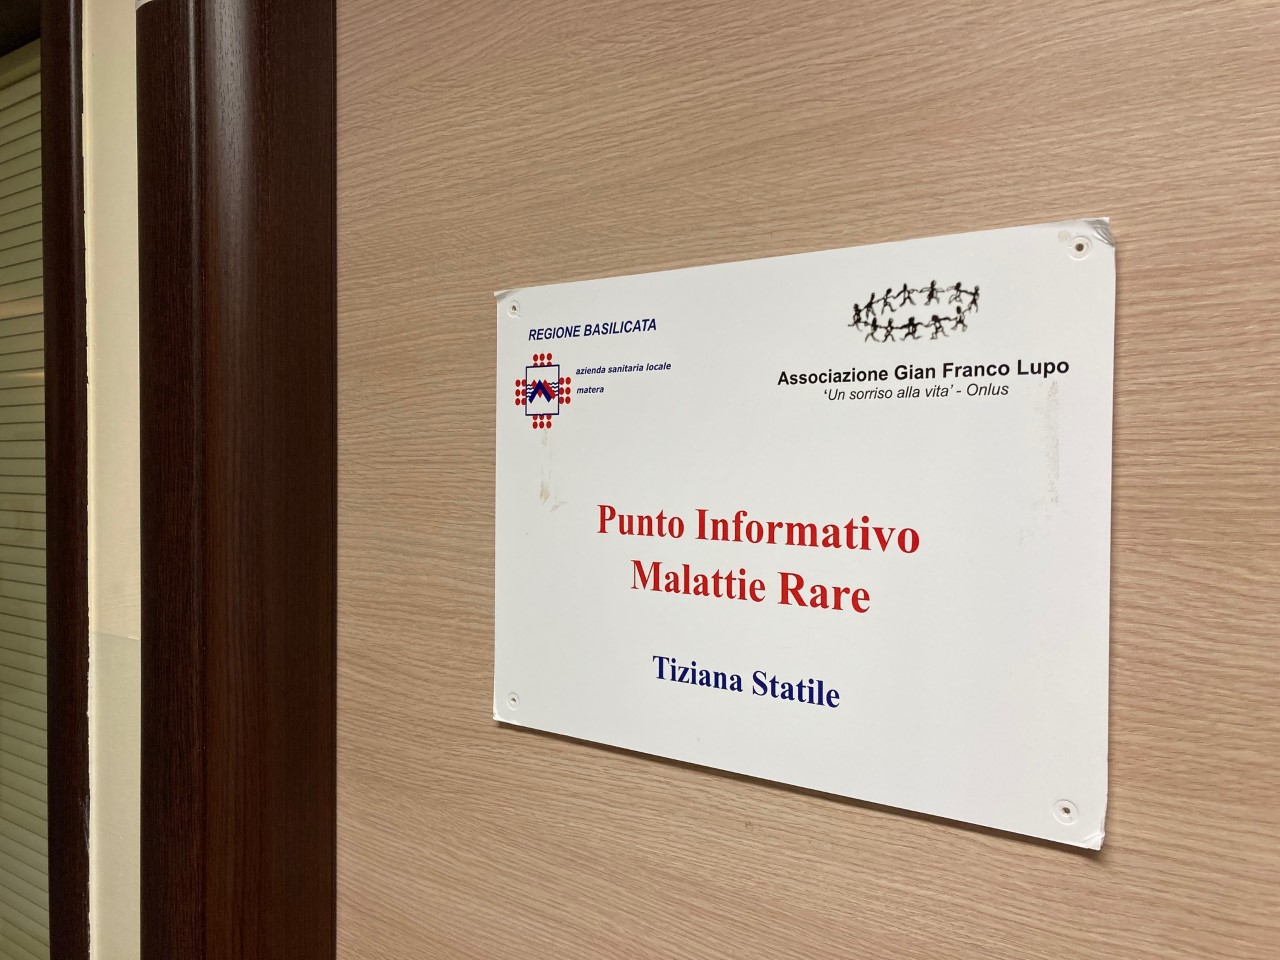 REGIONE BASILICATA
azienda sanitaria locale
matera
Associazione Gian Franco Lupo
'Un sorriso alla vita' - Onlus
Punto Informativo
Malattie Rare
Tiziana Statile